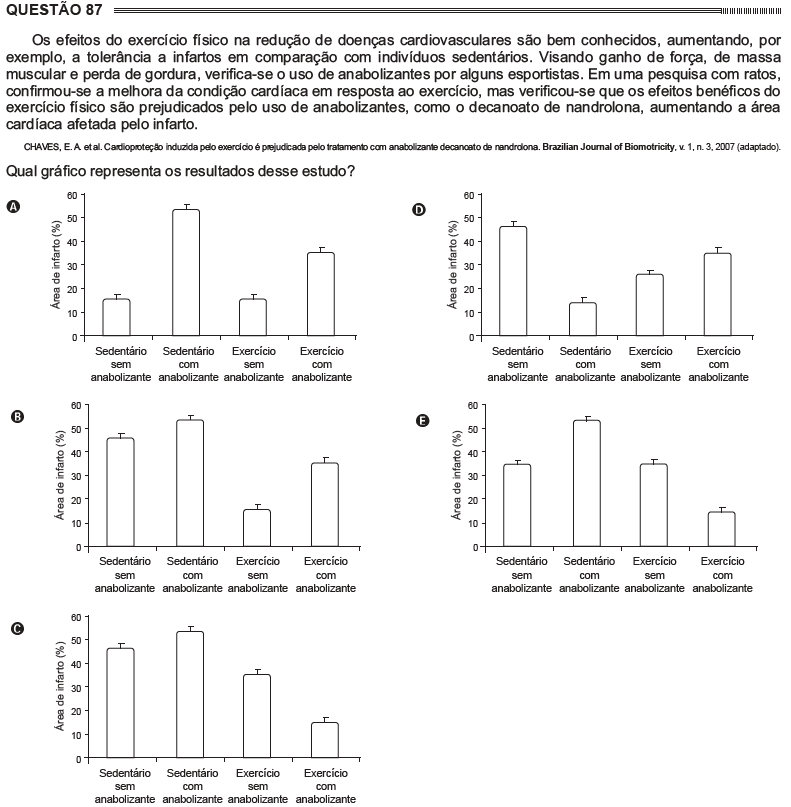 QUESTÃO 87
Os efeitos do exercício físico na redução de doenças cardiovasculares são bem conhecidos, aumentando, por
exemplo, a tolerância a infartos em comparação com indivíduos sedentários. Visando ganho de força, de massa
muscular e perda de gordura, verifica-se o uso de anabolizantes por alguns esportistas. Em uma pesquisa com ratos,
confirmou-se a melhora da condição cardíaca em resposta ao exercício, mas verificou-se que os efeitos benéficos do
exercício físico são prejudicados pelo uso de anabolizantes, como o decanoato de nandrolona, aumentando a área
cardíaca afetada pelo infarto.
CHAVES, E. A. et al. Cardioproteção induzida pelo exercício é prejudicada pelo tratamento com anabolizante decanoato de nandrolona. Brazilian Journal of Biomotricity, v. 1, n. 3, 2007 (adaptado).
Qual gráfico representa os resultados desse estudo?
A
Área de infarto (%)
60
50
40
30
20
10
0
Sedentário Sedentário Exercício Exercício
sem com sem com
anabolizante anabolizante anabolizante anabolizante
B
Área de infarto (%)
60
50
40
30
20
10
0
Sedentário Sedentário Exercício Exercício
sem com sem com
anabolizante anabolizante anabolizante anabolizante
C
Área de infarto (%)
60
50
40
30
20
10
0
Sedentário Sedentário Exercício Exercício
sem com sem com
anabolizante anabolizante anabolizante anabolizante
D
Área de infarto (%)
60
50
40
30
20
10
0
Sedentário Sedentário Exercício Exercício
sem com sem com
anabolizante anabolizante anabolizante anabolizante
E
Área de infarto (%)
60
50
40
30
20
10
0
Sedentário Sedentário Exercício Exercício
sem com sem com
anabolizante anabolizante anabolizante anabolizante